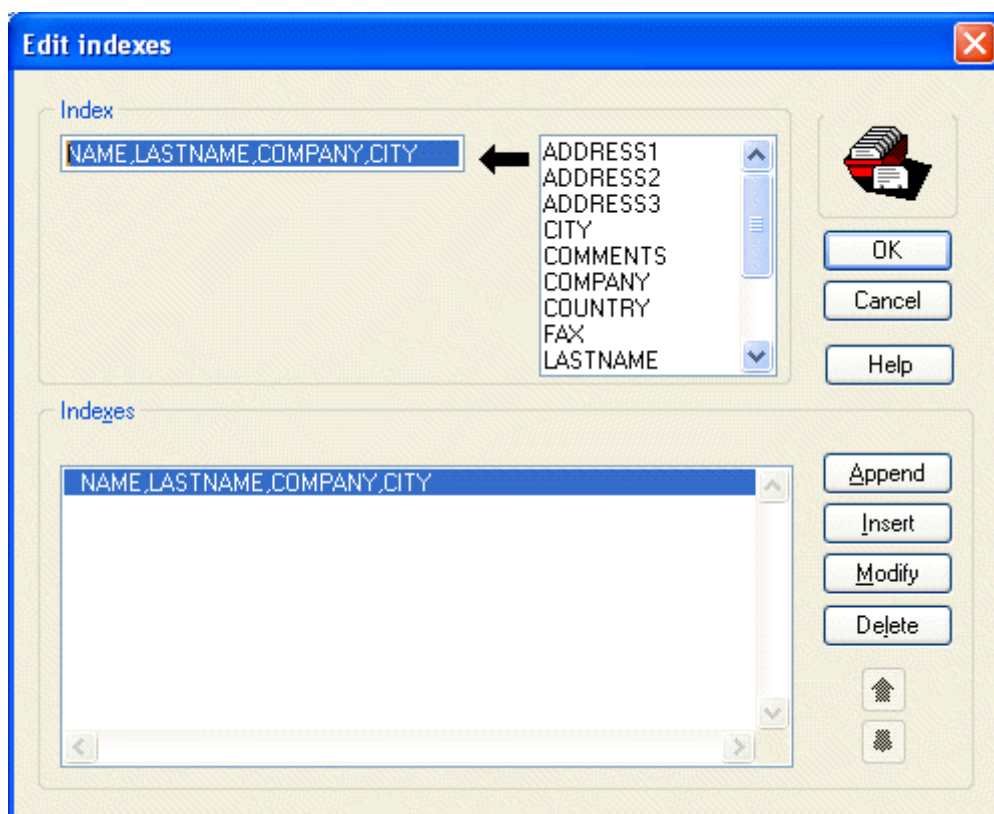 Edit indexes
Index
NAME,LASTNAME,COMPANY,CITY
ADDRESS1
ADDRESS2
ADDRESS3
CITY
COMMENTS
COMPANY
COUNTRY
FAX
LASTNAME
OK
Cancel
Help
Indexes
NAME,LASTNAME,COMPANY,CITY
Append
Insert
Modify
Delete